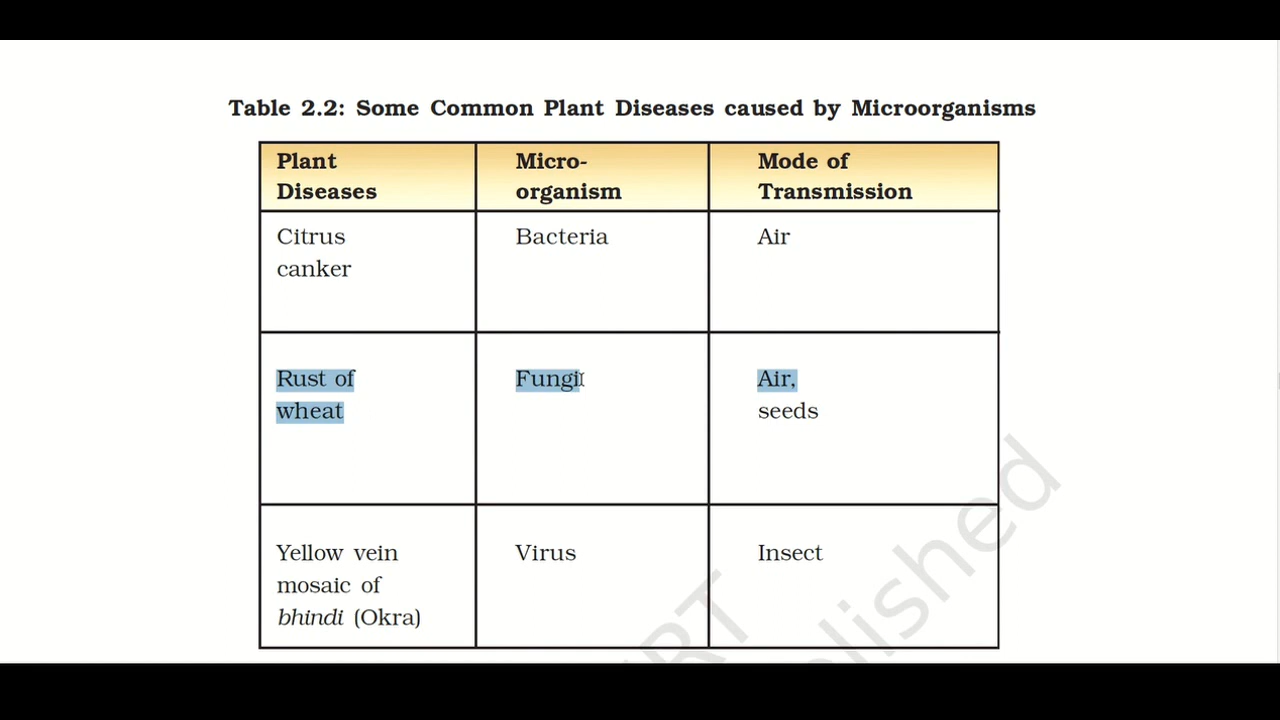 Table 2.2: Some Common Plant Diseases caused by Microorganisms
Plant Micro- Mode of
Diseases organism Transmission
Citrus Bacteria Air
canker
Rust of Fungi Air,
wheat seeds
Yellow vein Virus Insect
mosaic of
bhindi (Okra)